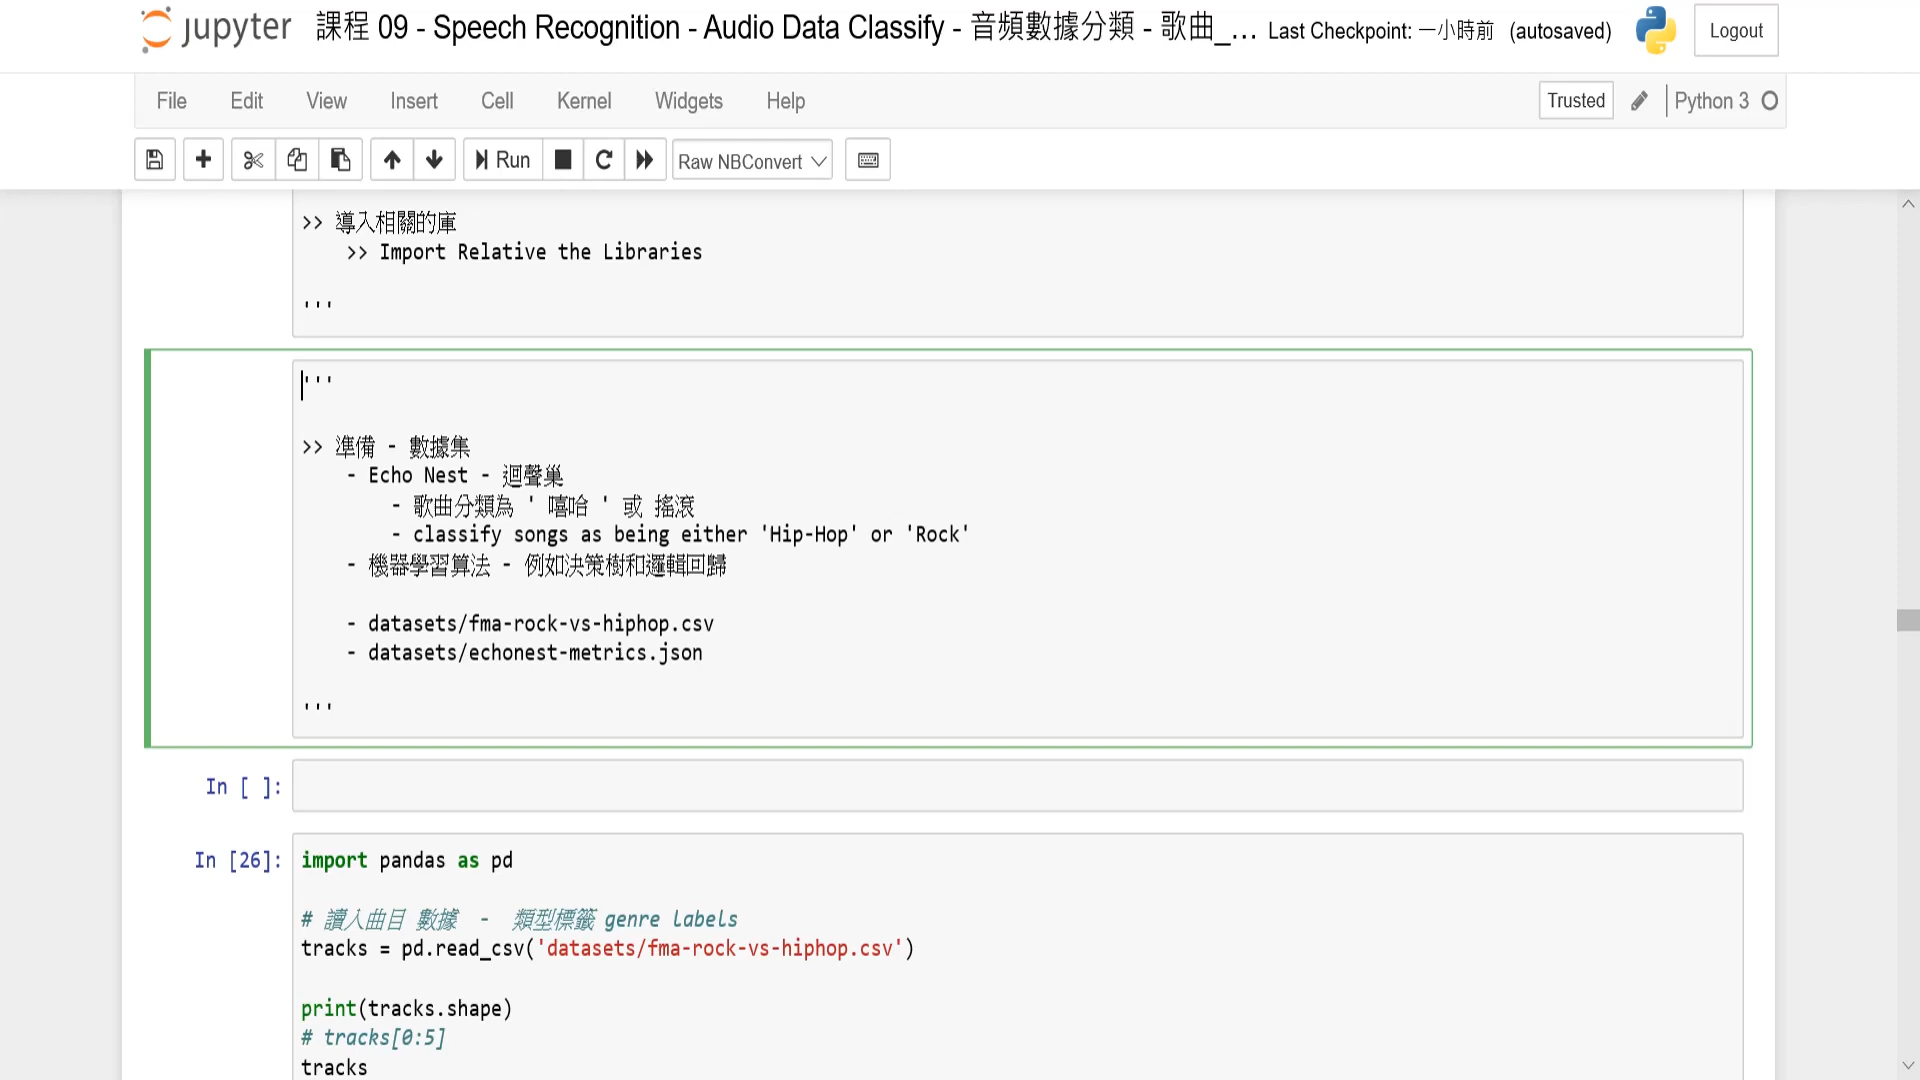 jupyter 課程 09 - Speech Recognition - Audio Data Classify - 音頻數據分類 - 歌曲_... Last Checkpoint: 一小時前 (autosaved) Logout
File Edit View Insert Cell Kernel Widgets Help Trusted Python 3
Run Raw NBConvert
>> 導入相關的庫
>> Import Relative the Libraries
'''
'''
>> 準備 - 數據集
- Echo Nest - 迴聲巢
- 歌曲分類為 ' 嘻哈 ' 或 搖滾
- classify songs as being either 'Hip-Hop' or 'Rock'
- 機器學習算法 - 例如決策樹和邏輯回歸
- datasets/fma-rock-vs-hiphop.csv
- datasets/echonest-metrics.json
'''
In [ ]:
In [26]: import pandas as pd
# 讀入曲目 數據 - 類型標籤 genre labels
tracks = pd.read_csv('datasets/fma-rock-vs-hiphop.csv')
print(tracks.shape)
# tracks[0:5]
tracks